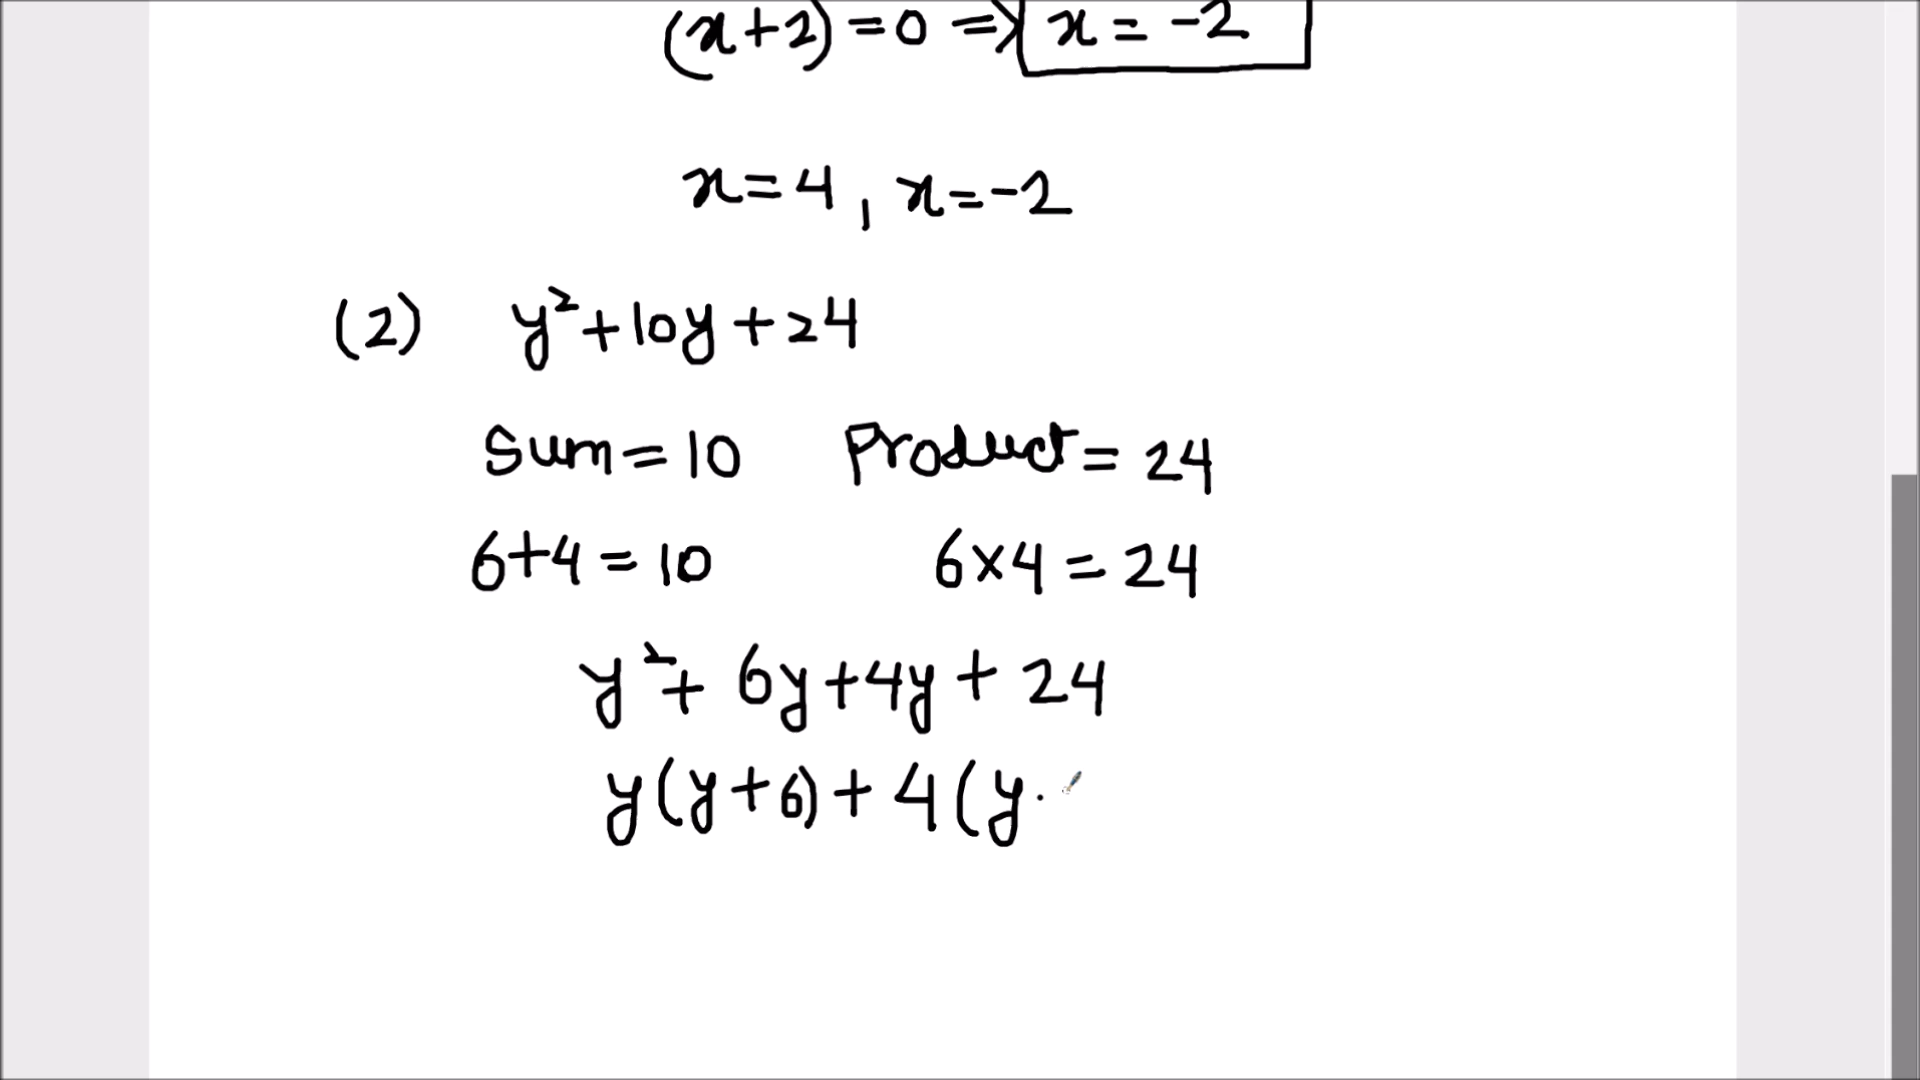 (x+2) = 0 => x = -2
x = 4 , x = -2
(2) y²+10y+24
Sum = 10 Product = 24
6+4 = 10 6×4 = 24
y²+ 6y+4y+ 24
y(y+6)+ 4(y